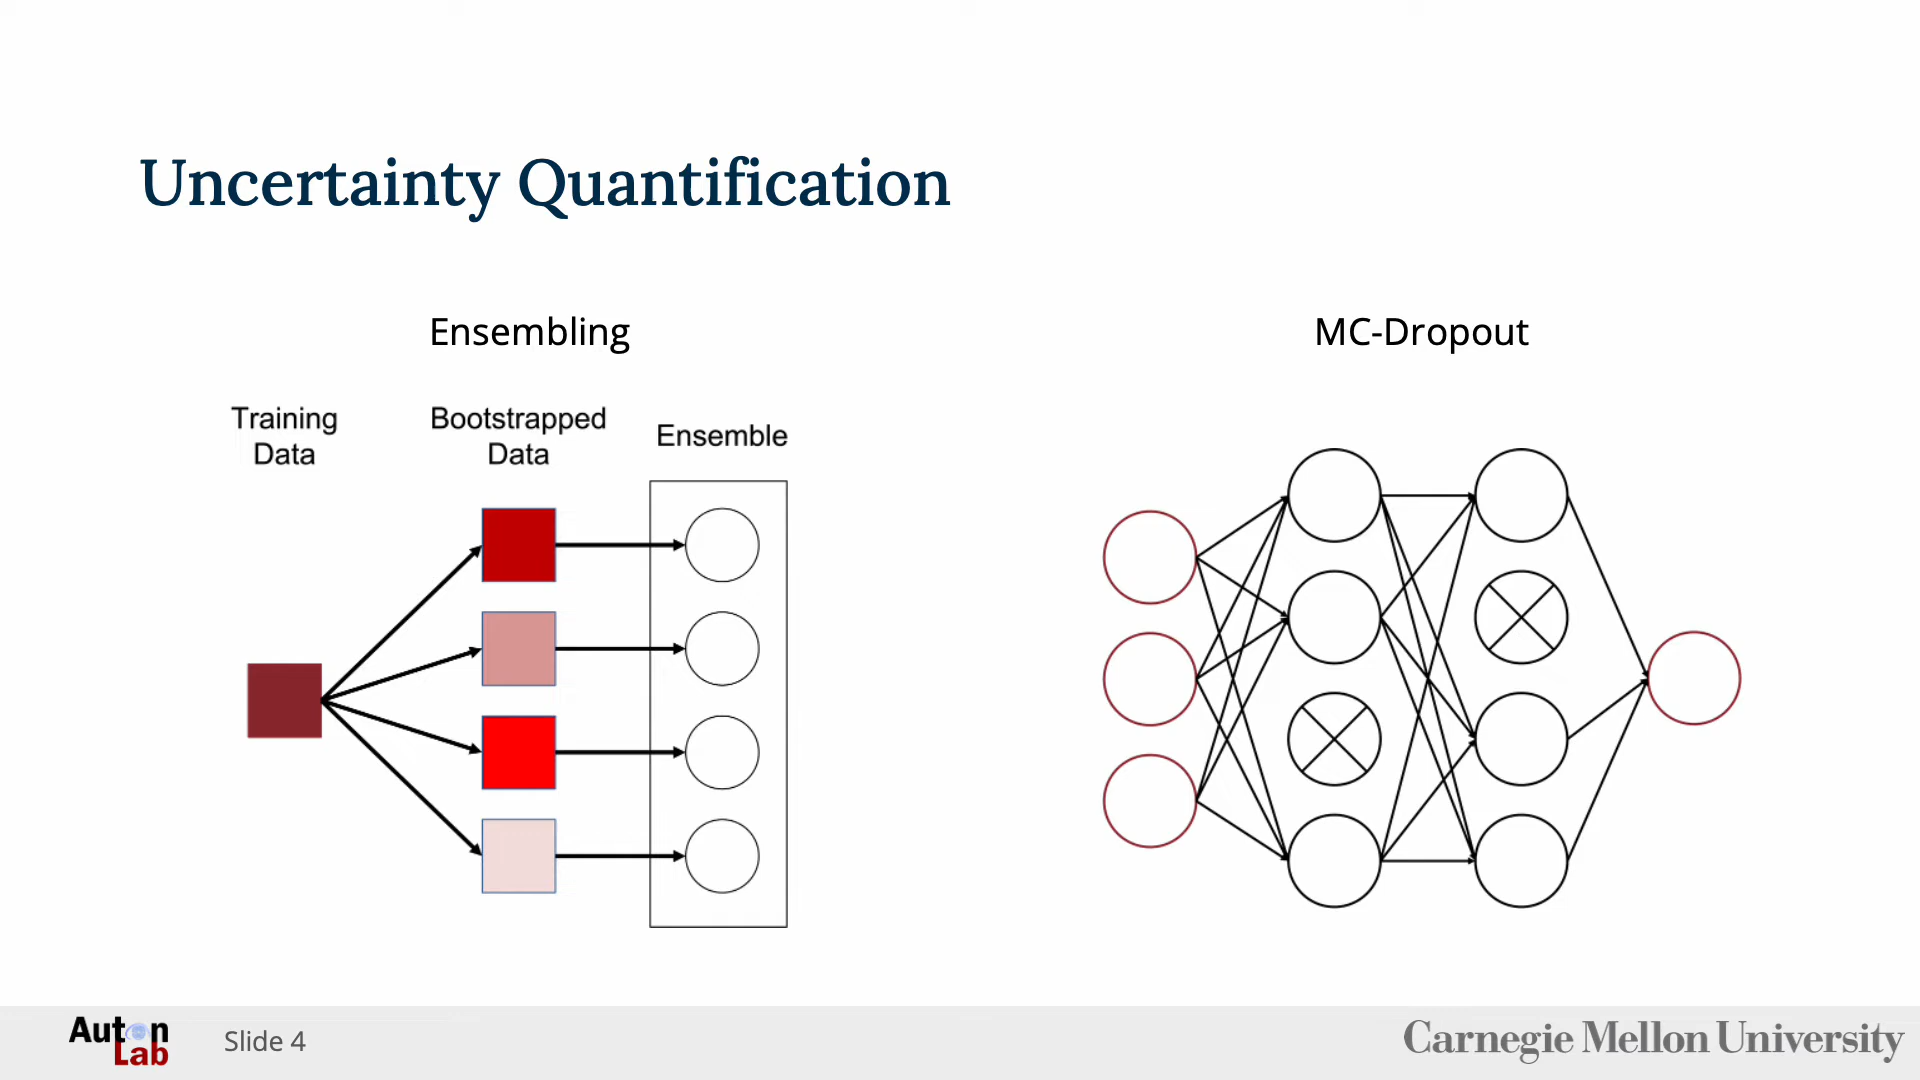 Uncertainty Quantification
Ensembling
MC-Dropout
Training
Data
Bootstrapped
Data
Ensemble
Auton
Lab
Slide 4
Carnegie Mellon University